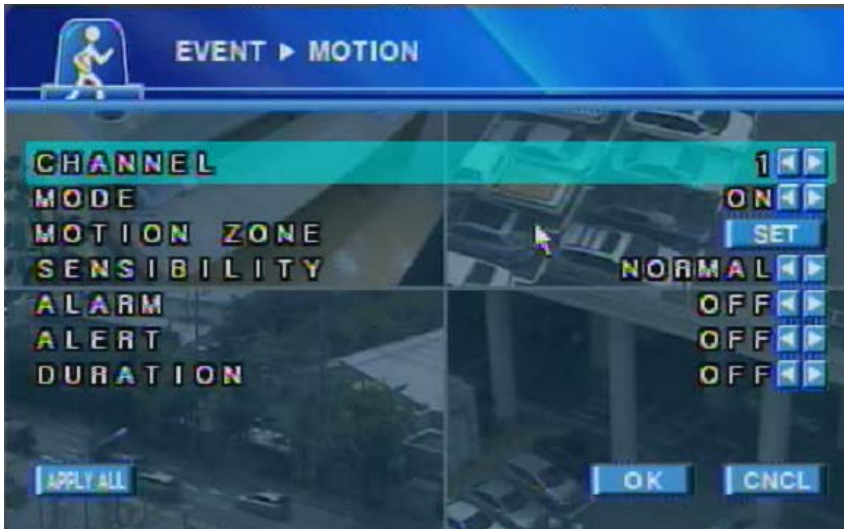 EVENT ▶ MOTION
CHANNEL 1
MODE ON
MOTION ZONE SET
SENSIBILITY NORMAL
ALARM OFF
ALERT OFF
DURATION OFF
APPLY ALL OK CNCL